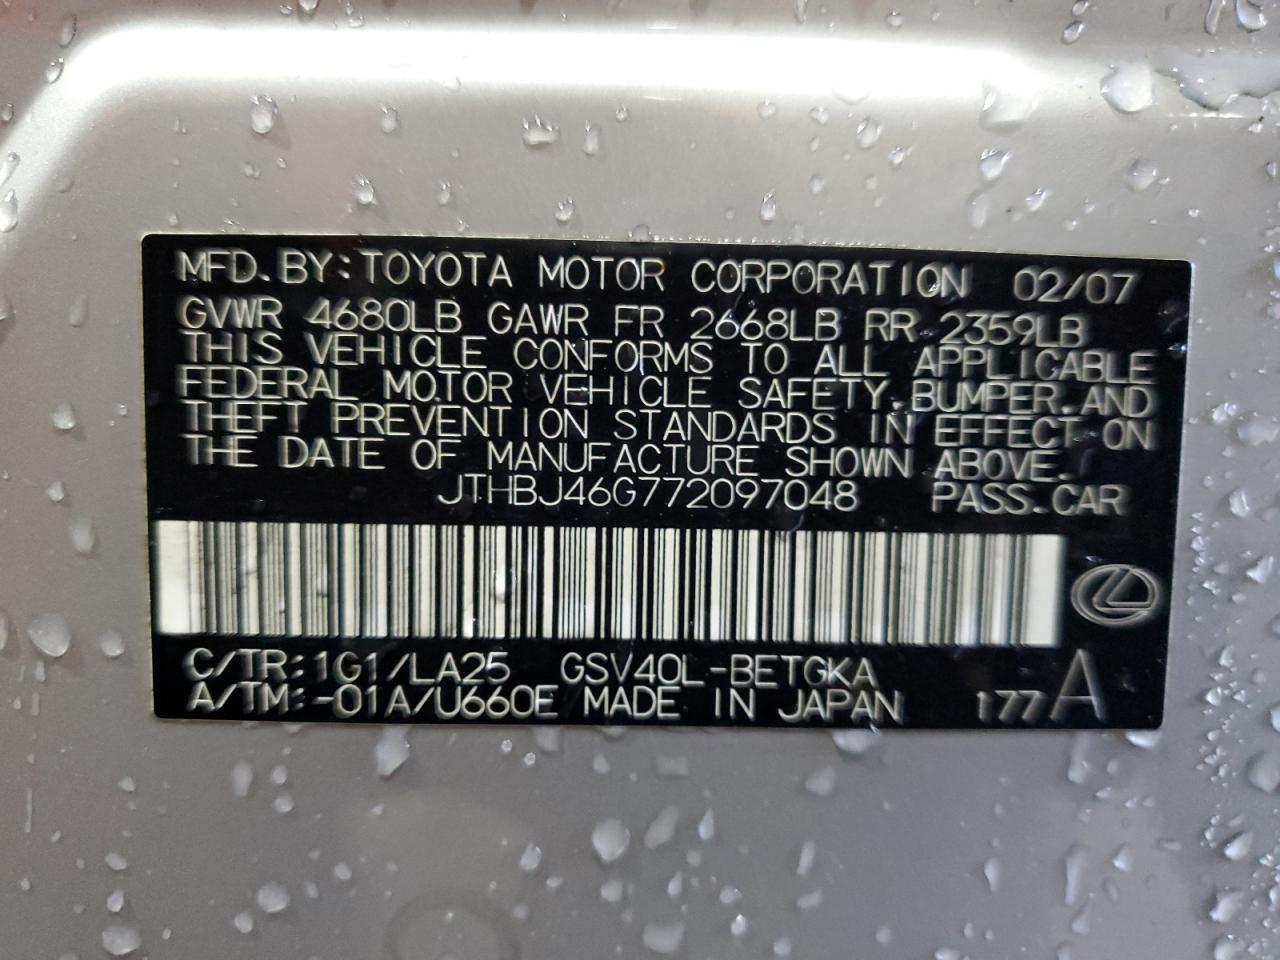 MFD.BY:TOYOTA MOTOR CORPORATION 02/07
GVWR 4680LB GAWR FR 2668LB RR 2359LB
THIS VEHICLE CONFORMS TO ALL APPLICABLE
FEDERAL MOTOR VEHICLE SAFETY,BUMPER,AND
THEFT PREVENTION STANDARDS IN EFFECT ON
THE DATE OF MANUFACTURE SHOWN ABOVE.
JTHBJ46G772097048 PASS.CAR
C/TR:1G1/LA25 GSV40L-BETGKA
A/TM:-01A/U660E MADE IN JAPAN 177A